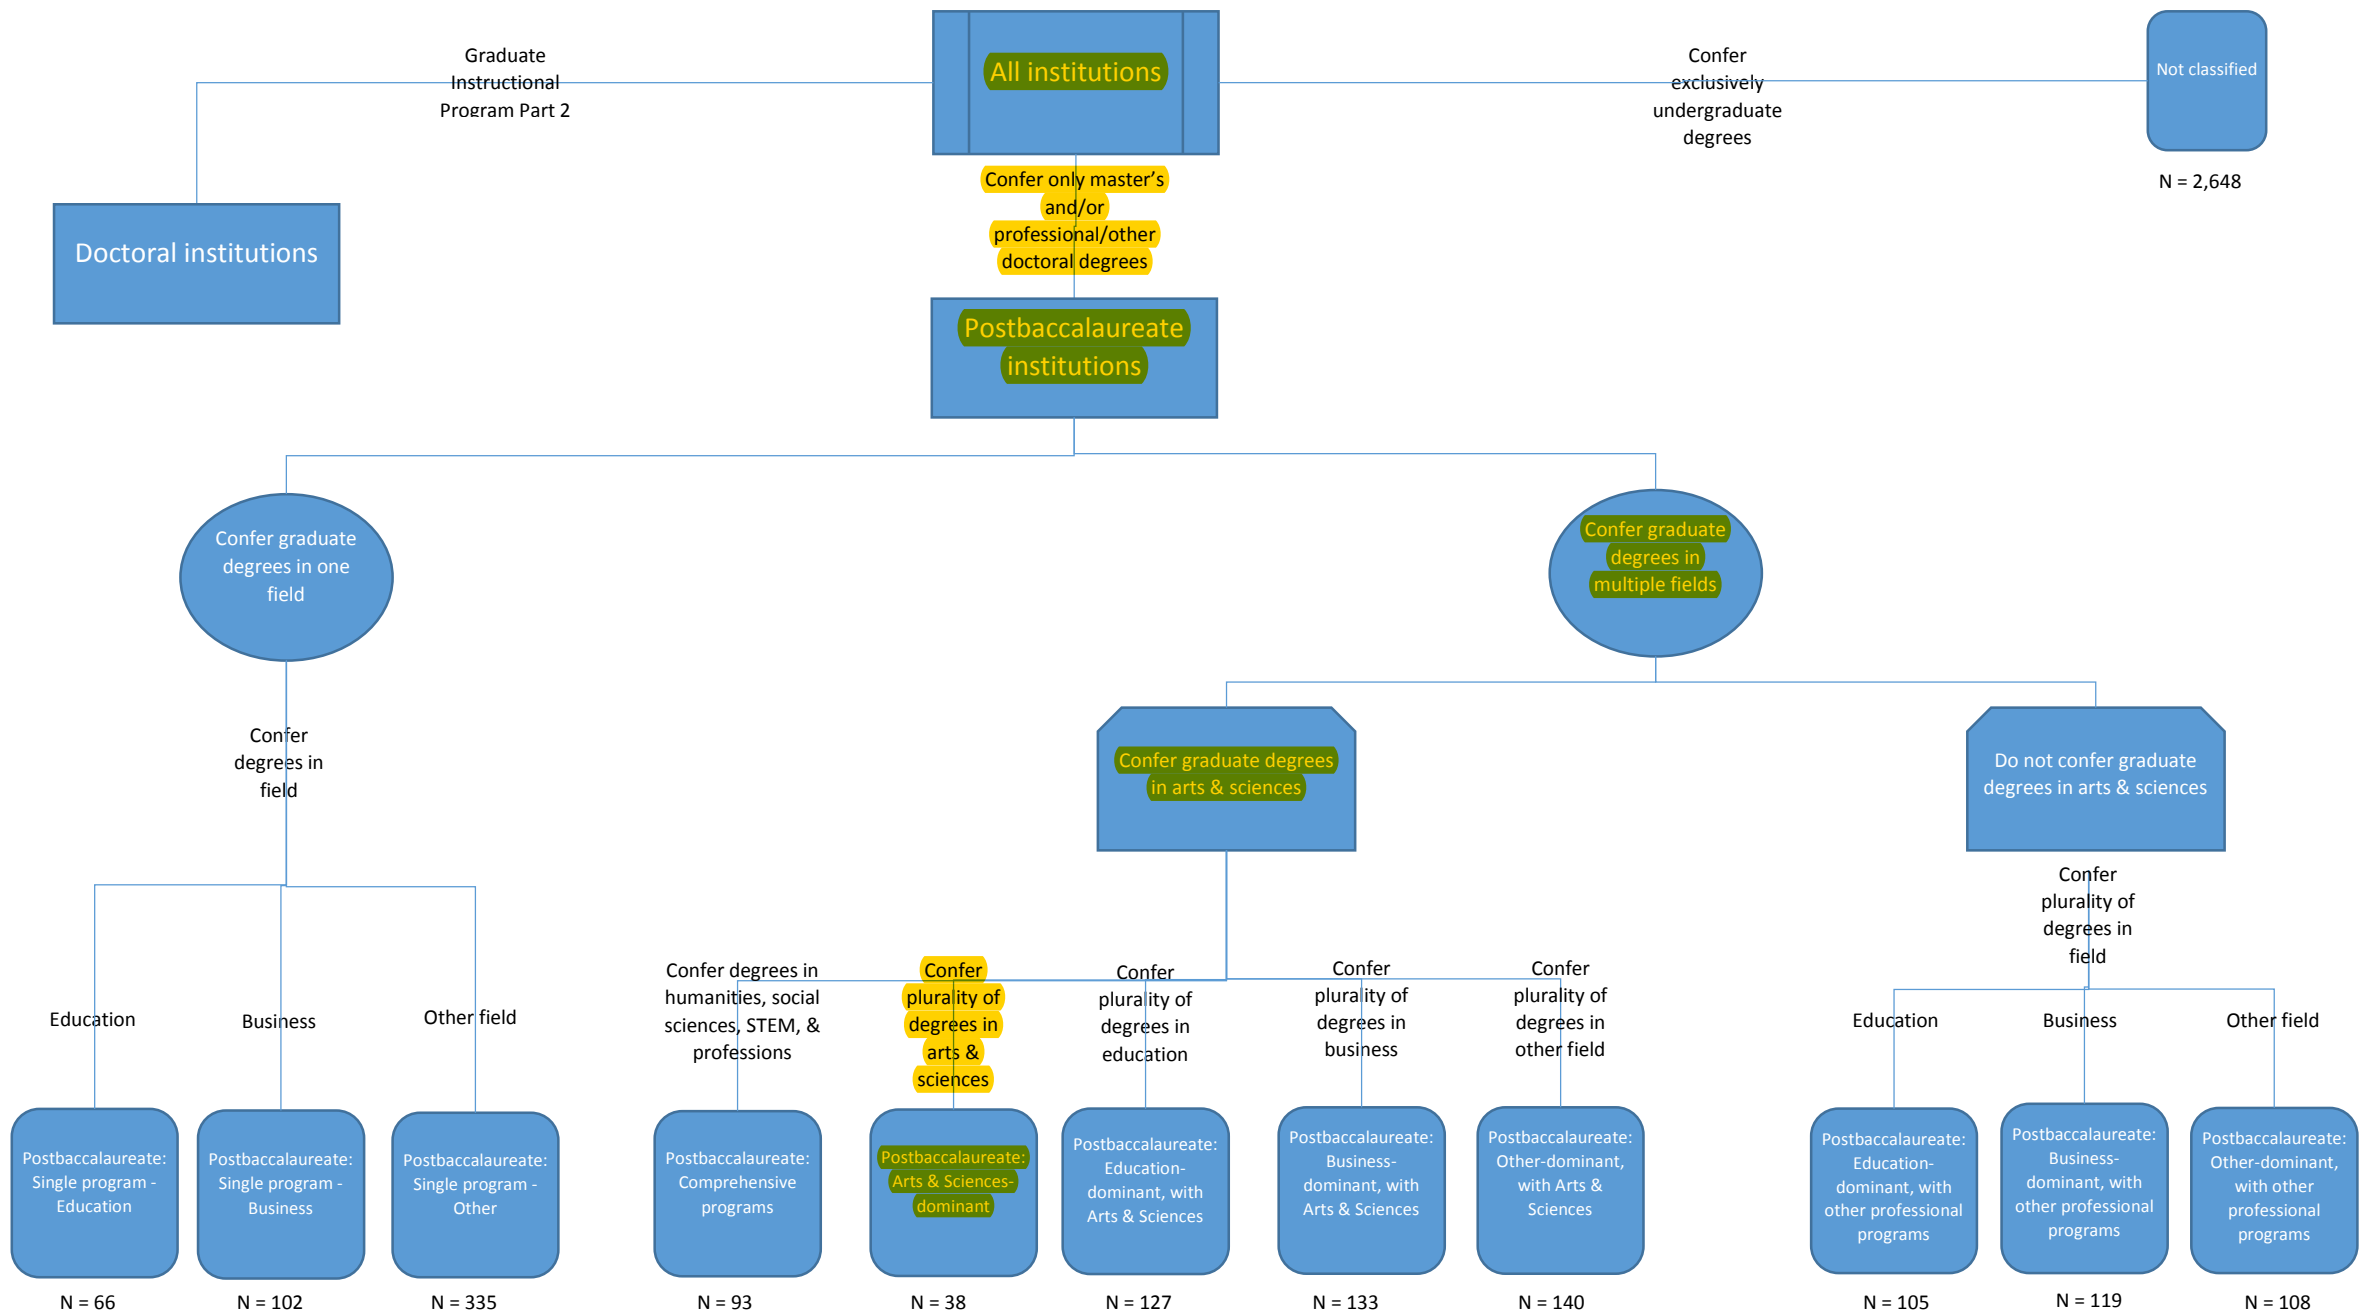 Graduate
Instructional
Program Part 2
All institutions
Confer
exclusively
undergraduate
degrees
Not classified
N = 2,648
Confer only master's
and/or
professional/other
doctoral degrees
Doctoral institutions
Postbaccalaureate
institutions
Confer graduate
degrees in one
field
Confer graduate
degrees in
multiple fields
Confer
degrees in
field
Confer graduate degrees
in arts & sciences
Do not confer graduate
degrees in arts & sciences
Confer
plurality of
degrees in
field
Education
Business
Other field
Confer degrees in
humanities, social
sciences, STEM, &
professions
Confer
plurality of
degrees in
arts &
sciences
Confer
plurality of
degrees in
education
Confer
plurality of
degrees in
business
Confer
plurality of
degrees in
other field
Education
Business
Other field
Postbaccalaureate:
Single program -
Education
Postbaccalaureate:
Single program -
Business
Postbaccalaureate:
Single program -
Other
Postbaccalaureate:
Comprehensive
programs
Postbaccalaureate:
Arts & Sciences-
dominant
Postbaccalaureate:
Education-
dominant, with
Arts & Sciences
Postbaccalaureate:
Business-
dominant, with
Arts & Sciences
Postbaccalaureate:
Other-dominant,
with Arts &
Sciences
Postbaccalaureate:
Education-
dominant, with
other professional
programs
Postbaccalaureate:
Business-
dominant, with
other professional
programs
Postbaccalaureate:
Other-dominant,
with other
professional
programs
N = 66
N = 102
N = 335
N = 93
N = 38
N = 127
N = 133
N = 140
N = 105
N = 119
N = 108